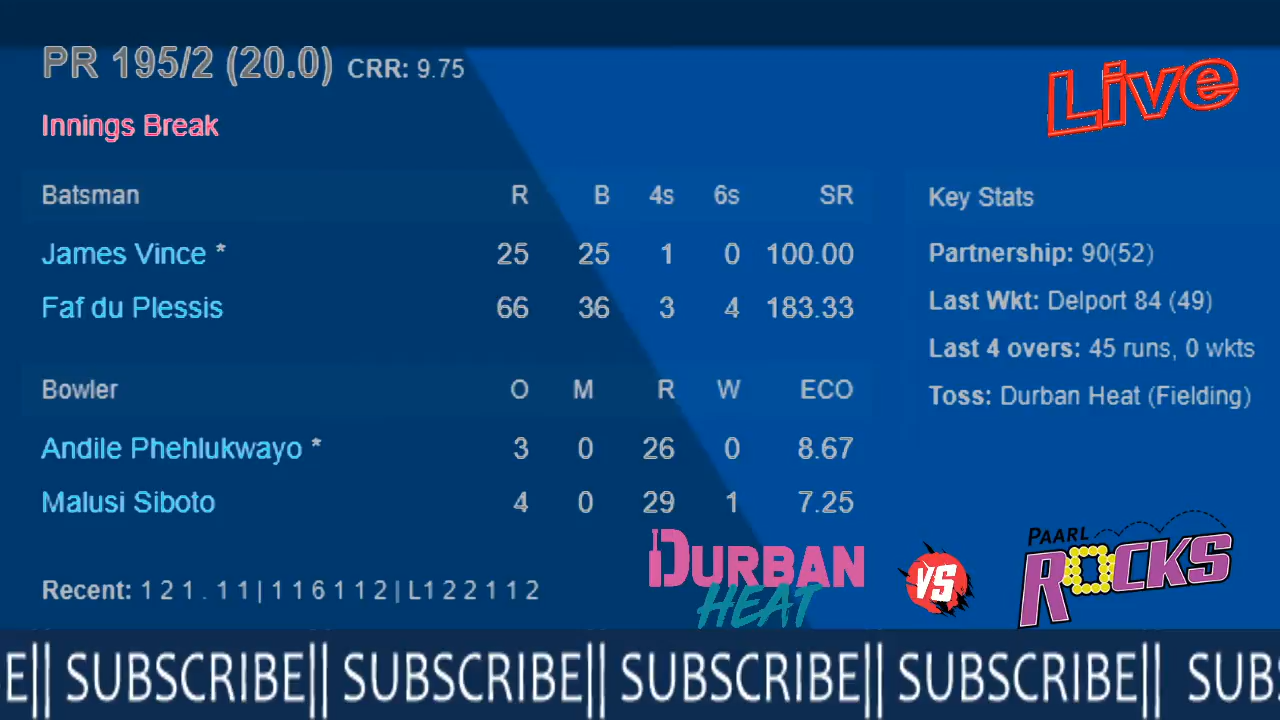 PR 195/2 (20.0) CRR: 9.75
Live
Innings Break
Batsman R B 4s 6s SR
James Vince * 25 25 1 0 100.00
Faf du Plessis 66 36 3 4 183.33
Key Stats
Partnership: 90(52)
Last Wkt: Delport 84 (49)
Last 4 overs: 45 runs, 0 wkts
Toss: Durban Heat (Fielding)
Bowler O M R W ECO
Andile Phehlukwayo * 3 0 26 0 8.67
Malusi Siboto 4 0 29 1 7.25
Recent: 1 2 1 . 1 1 | 1 1 6 1 1 2 | L1 2 2 1 1 2
DURBAN
HEAT
VS
PAARL
ROCKS
E|| SUBSCRIBE|| SUBSCRIBE|| SUBSCRIBE|| SUBSCRIBE|| SUBS